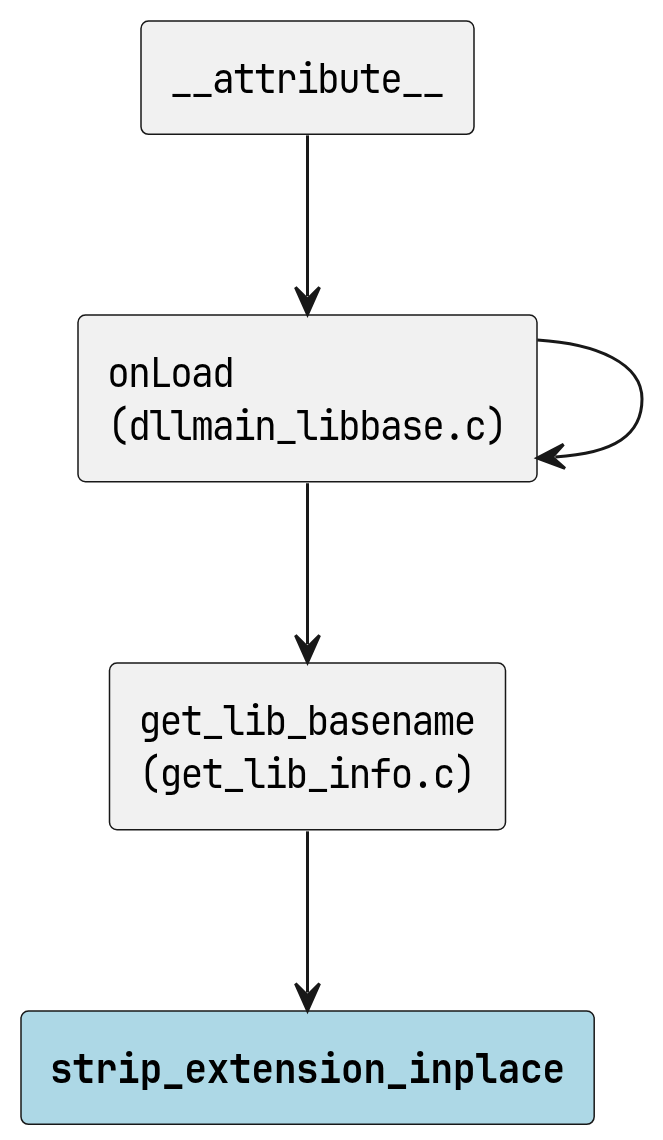 __attribute__
onLoad
(dllmain_libbase.c)
get_lib_basename
(get_lib_info.c)
strip_extension_inplace